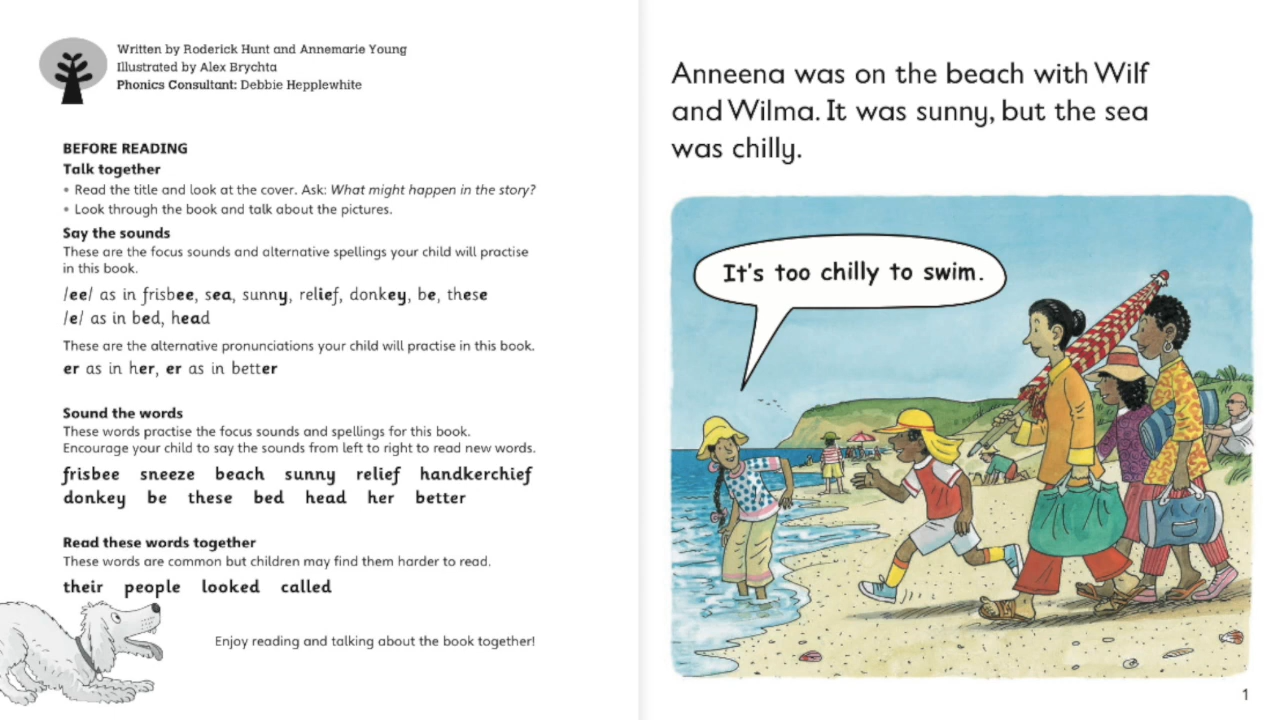 Written by Roderick Hunt and Annemarie Young
Illustrated by Alex Brychta
Phonics Consultant: Debbie Hepplewhite
BEFORE READING
Talk together
• Read the title and look at the cover. Ask: What might happen in the story?
• Look through the book and talk about the pictures.
Say the sounds
These are the focus sounds and alternative spellings your child will practise
in this book.
/ee/ as in frisbee, sea, sunny, relief, donkey, be, these
/e/ as in bed, head
These are the alternative pronunciations your child will practise in this book.
er as in her, er as in better
Sound the words
These words practise the focus sounds and spellings for this book.
Encourage your child to say the sounds from left to right to read new words.
frisbee sneeze beach sunny relief handkerchief
donkey be these bed head her better
Read these words together
These words are common but children may find them harder to read.
their people looked called
Enjoy reading and talking about the book together!
Anneena was on the beach with Wilf
and Wilma. It was sunny, but the sea
was chilly.
It's too chilly to swim.
1